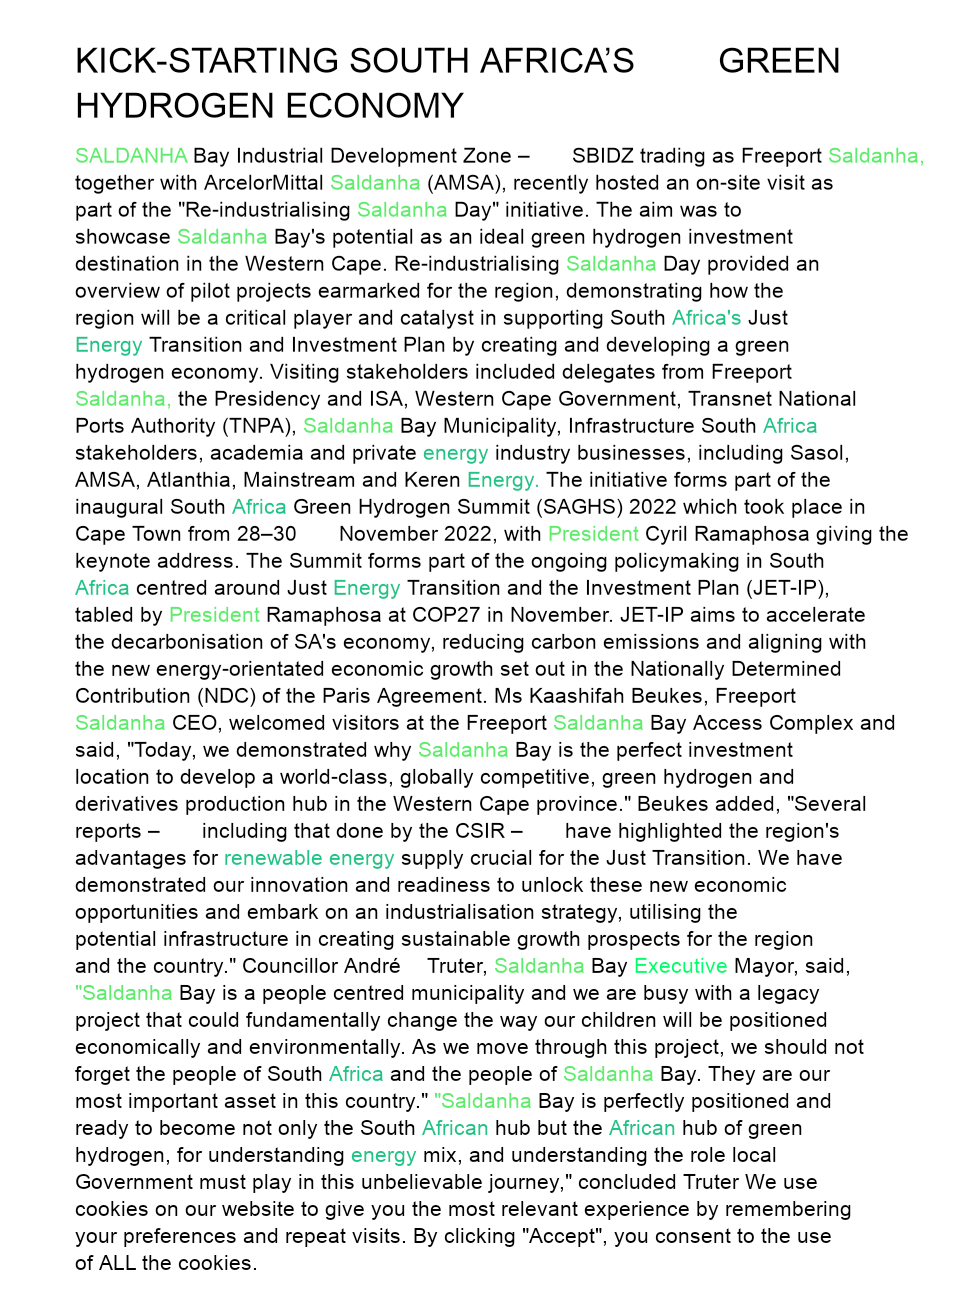 KICK-STARTING SOUTH AFRICA’S GREEN
HYDROGEN ECONOMY
SALDANHA Bay Industrial Development Zone – SBIDZ trading as Freeport Saldanha,
together with ArcelorMittal Saldanha (AMSA), recently hosted an on-site visit as
part of the "Re-industrialising Saldanha Day" initiative. The aim was to
showcase Saldanha Bay's potential as an ideal green hydrogen investment
destination in the Western Cape. Re-industrialising Saldanha Day provided an
overview of pilot projects earmarked for the region, demonstrating how the
region will be a critical player and catalyst in supporting South Africa's Just
Energy Transition and Investment Plan by creating and developing a green
hydrogen economy. Visiting stakeholders included delegates from Freeport
Saldanha, the Presidency and ISA, Western Cape Government, Transnet National
Ports Authority (TNPA), Saldanha Bay Municipality, Infrastructure South Africa
stakeholders, academia and private energy industry businesses, including Sasol,
AMSA, Atlanthia, Mainstream and Keren Energy. The initiative forms part of the
inaugural South Africa Green Hydrogen Summit (SAGHS) 2022 which took place in
Cape Town from 28–30 November 2022, with President Cyril Ramaphosa giving the
keynote address. The Summit forms part of the ongoing policymaking in South
Africa centred around Just Energy Transition and the Investment Plan (JET-IP),
tabled by President Ramaphosa at COP27 in November. JET-IP aims to accelerate
the decarbonisation of SA's economy, reducing carbon emissions and aligning with
the new energy-orientated economic growth set out in the Nationally Determined
Contribution (NDC) of the Paris Agreement. Ms Kaashifah Beukes, Freeport
Saldanha CEO, welcomed visitors at the Freeport Saldanha Bay Access Complex and
said, "Today, we demonstrated why Saldanha Bay is the perfect investment
location to develop a world-class, globally competitive, green hydrogen and
derivatives production hub in the Western Cape province." Beukes added, "Several
reports – including that done by the CSIR – have highlighted the region's
advantages for renewable energy supply crucial for the Just Transition. We have
demonstrated our innovation and readiness to unlock these new economic
opportunities and embark on an industrialisation strategy, utilising the
potential infrastructure in creating sustainable growth prospects for the region
and the country." Councillor André Truter, Saldanha Bay Executive Mayor, said,
"Saldanha Bay is a people centred municipality and we are busy with a legacy
project that could fundamentally change the way our children will be positioned
economically and environmentally. As we move through this project, we should not
forget the people of South Africa and the people of Saldanha Bay. They are our
most important asset in this country." "Saldanha Bay is perfectly positioned and
ready to become not only the South African hub but the African hub of green
hydrogen, for understanding energy mix, and understanding the role local
Government must play in this unbelievable journey," concluded Truter We use
cookies on our website to give you the most relevant experience by remembering
your preferences and repeat visits. By clicking "Accept", you consent to the use
of ALL the cookies.